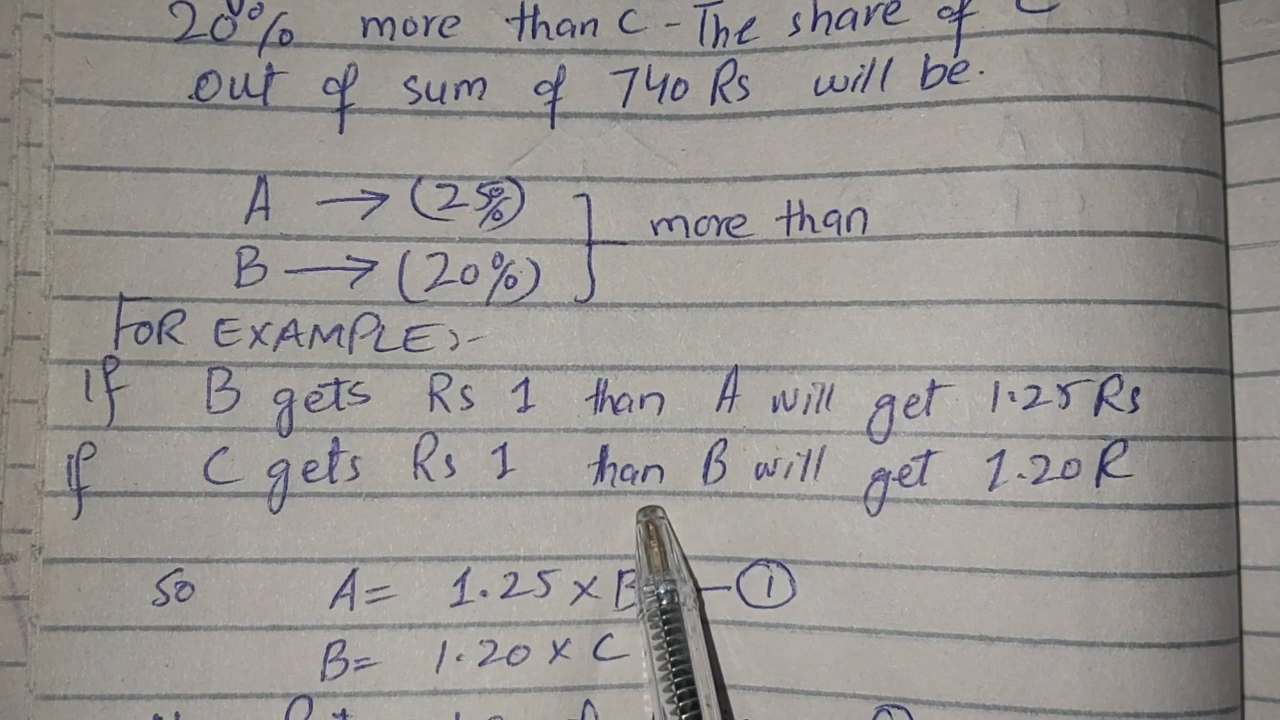 20% more than C - The share of C
out of sum of 740 Rs will be.
A → (25%)
B → (20%) } more than
FOR EXAMPLE:-
If B gets Rs 1 than A will get 1.25 Rs
If C gets Rs 1 than B will get 1.20 R
So A = 1.25 × B — ①
B = 1.20 × C